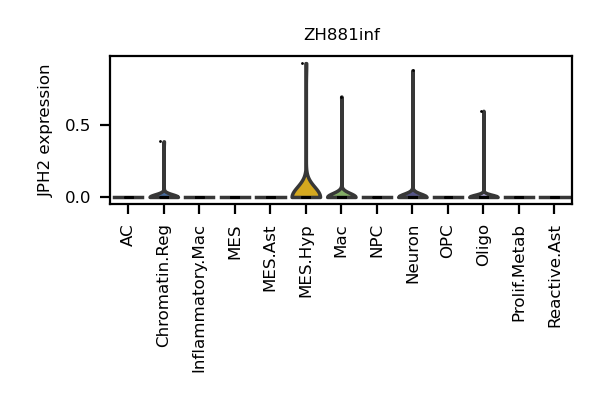 ZH881inf
JPH2 expression
0.5
0.0
AC
Chromatin.Reg
Inflammatory.Mac
MES
MES.Ast
MES.Hyp
Mac
NPC
Neuron
OPC
Oligo
Prolif.Metab
Reactive.Ast